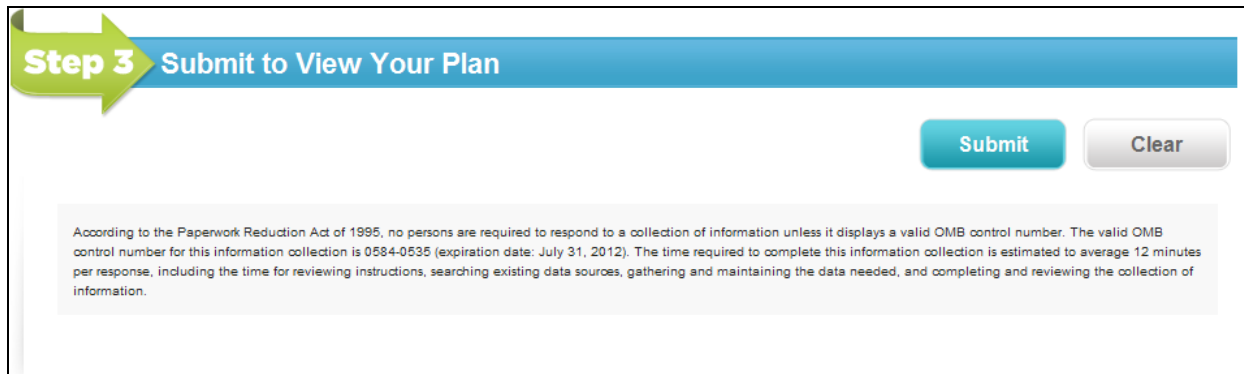 Step 3 Submit to View Your Plan
Submit Clear
According to the Paperwork Reduction Act of 1995, no persons are required to respond to a collection of information unless it displays a valid OMB control number. The valid OMB
control number for this information collection is 0584-0535 (expiration date: July 31, 2012). The time required to complete this information collection is estimated to average 12 minutes
per response, including the time for reviewing instructions, searching existing data sources, gathering and maintaining the data needed, and completing and reviewing the collection of
information.